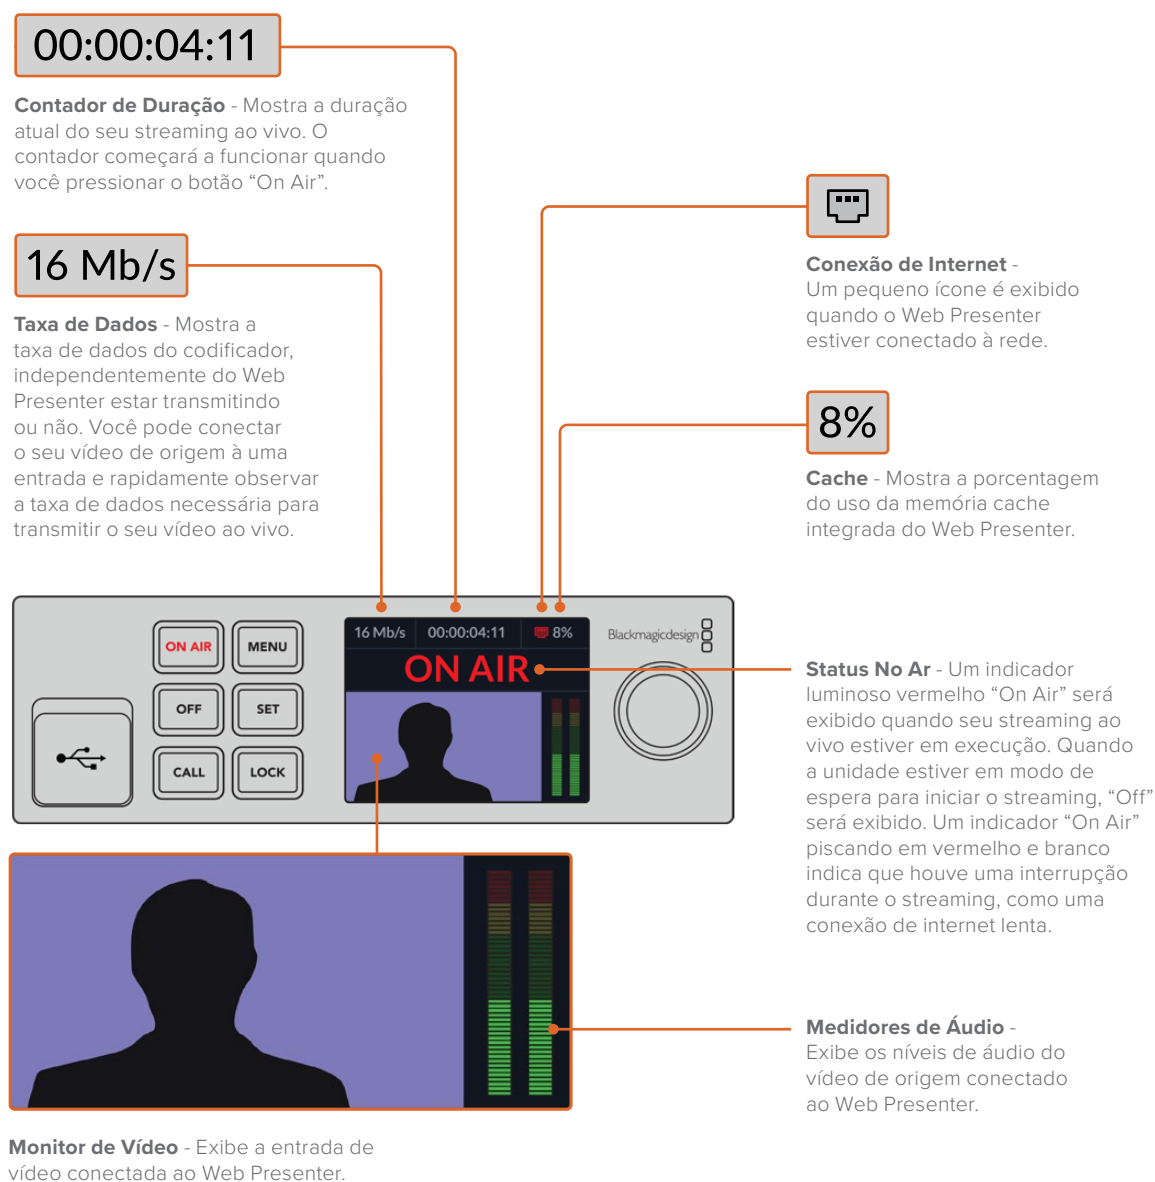 00:00:04:11
Contador de Duração - Mostra a duração
atual do seu streaming ao vivo. O
contador começará a funcionar quando
você pressionar o botão “On Air”.
16 Mb/s
Taxa de Dados - Mostra a
taxa de dados do codificador,
independentemente do Web
Presenter estar transmitindo
ou não. Você pode conectar
o seu vídeo de origem à uma
entrada e rapidamente observar
a taxa de dados necessária para
transmitir o seu vídeo ao vivo.
Conexão de Internet -
Um pequeno ícone é exibido
quando o Web Presenter
estiver conectado à rede.
8%
Cache - Mostra a porcentagem
do uso da memória cache
integrada do Web Presenter.
ON AIR MENU
OFF SET
CALL LOCK
16 Mb/s 00:00:04:11 8%
ON AIR
Blackmagicdesign
Status No Ar - Um indicador
luminoso vermelho “On Air” será
exibido quando seu streaming ao
vivo estiver em execução. Quando
a unidade estiver em modo de
espera para iniciar o streaming, “Off”
será exibido. Um indicador “On Air”
piscando em vermelho e branco
indica que houve uma interrupção
durante o streaming, como uma
conexão de internet lenta.
Medidores de Áudio -
Exibe os níveis de áudio do
vídeo de origem conectado
ao Web Presenter.
Monitor de Vídeo - Exibe a entrada de
vídeo conectada ao Web Presenter.